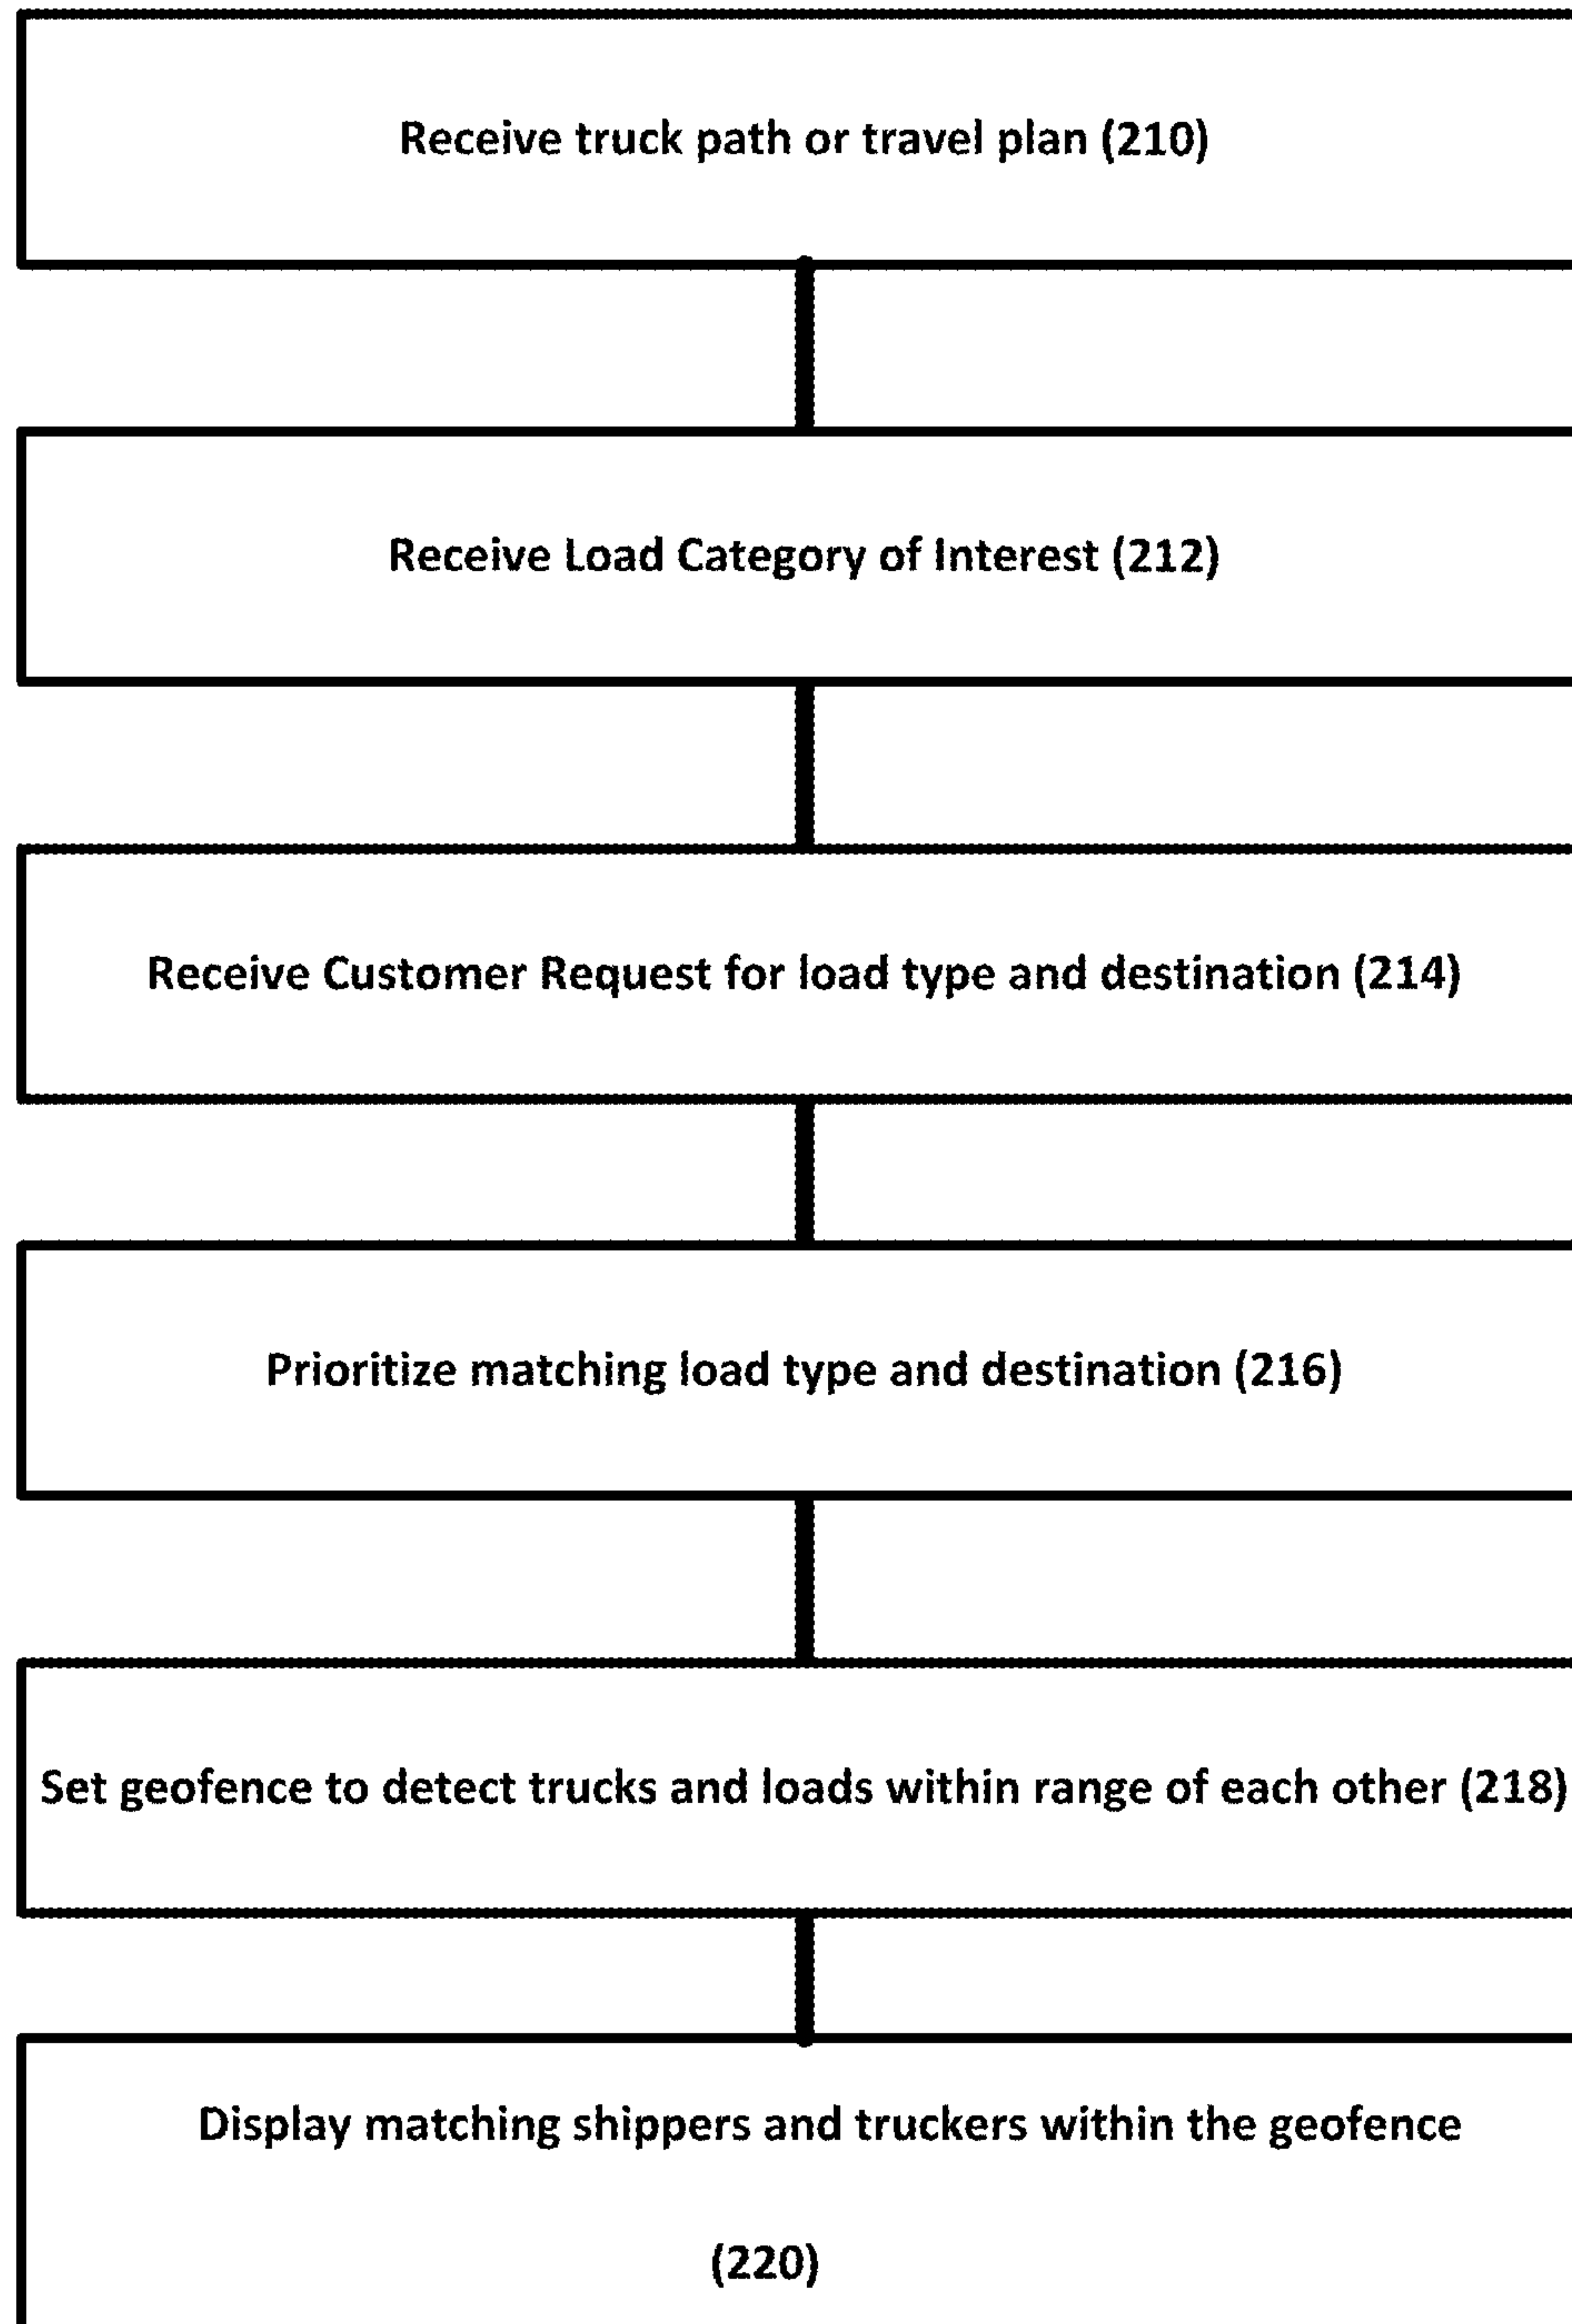 Receive truck path or travel plan (210)
Receive Load Category of Interest (212)
Receive Customer Request for load type and destination (214)
Prioritize matching load type and destination (216)
Set geofence to detect trucks and loads within range of each other (218)
Display matching shippers and truckers within the geofence
(220)